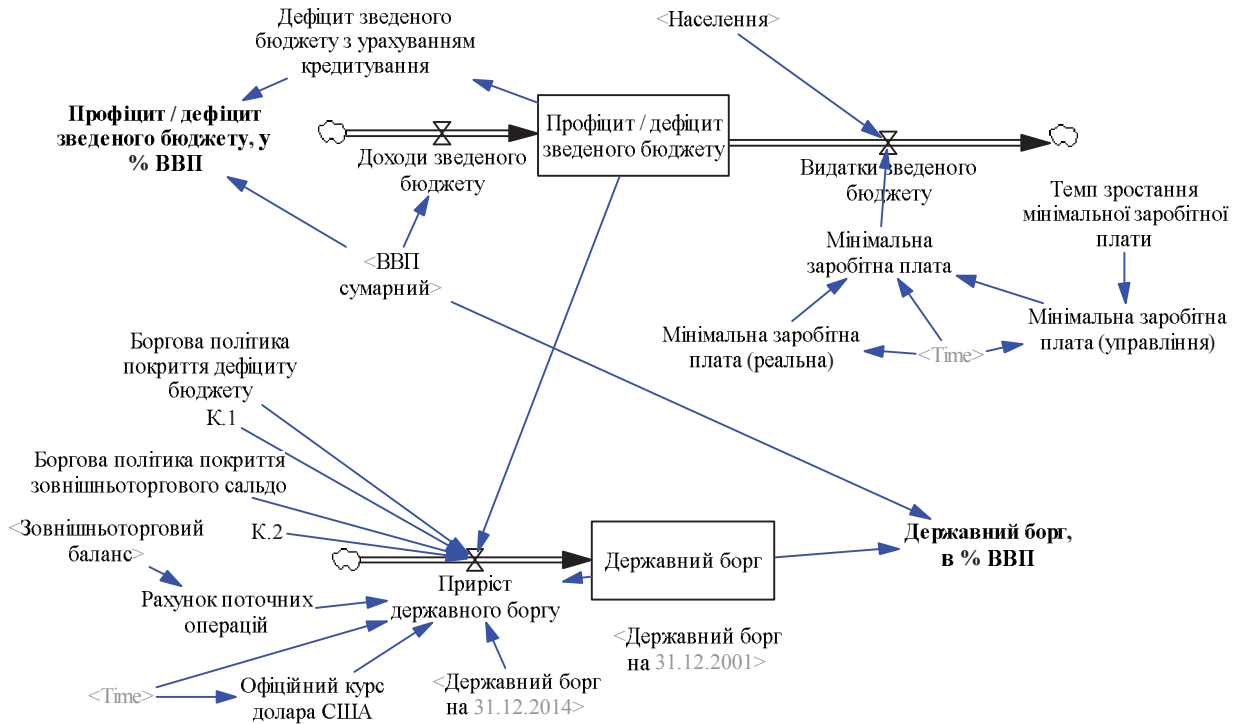 Дефіцит зведеного
бюджету з урахуванням
кредитування
<Населення>
Профіцит / дефіцит
зведеного бюджету, у
% ВВП
Доходи зведеного
бюджету
Профіцит / дефіцит
зведеного бюджету
Видатки зведеного
бюджету
Темп зростання
мінімальної заробітної
плати
<ВВП
сумарний>
Мінімальна
заробітна плата
Мінімальна заробітна
плата (реальна)
<Time>
Мінімальна заробітна
плата (управління)
Боргова політика
покриття дефіциту
бюджету
К.1
Боргова політика покриття
зовнішньоторгового сальдо
К.2
<Зовнішньоторговий
баланс>
Рахунок поточних
операцій
Приріст
державного боргу
Державний борг
Державний борг,
в % ВВП
<Державний борг
на 31.12.2001>
<Time>
Офіційний курс
долара США
<Державний борг
на 31.12.2014>